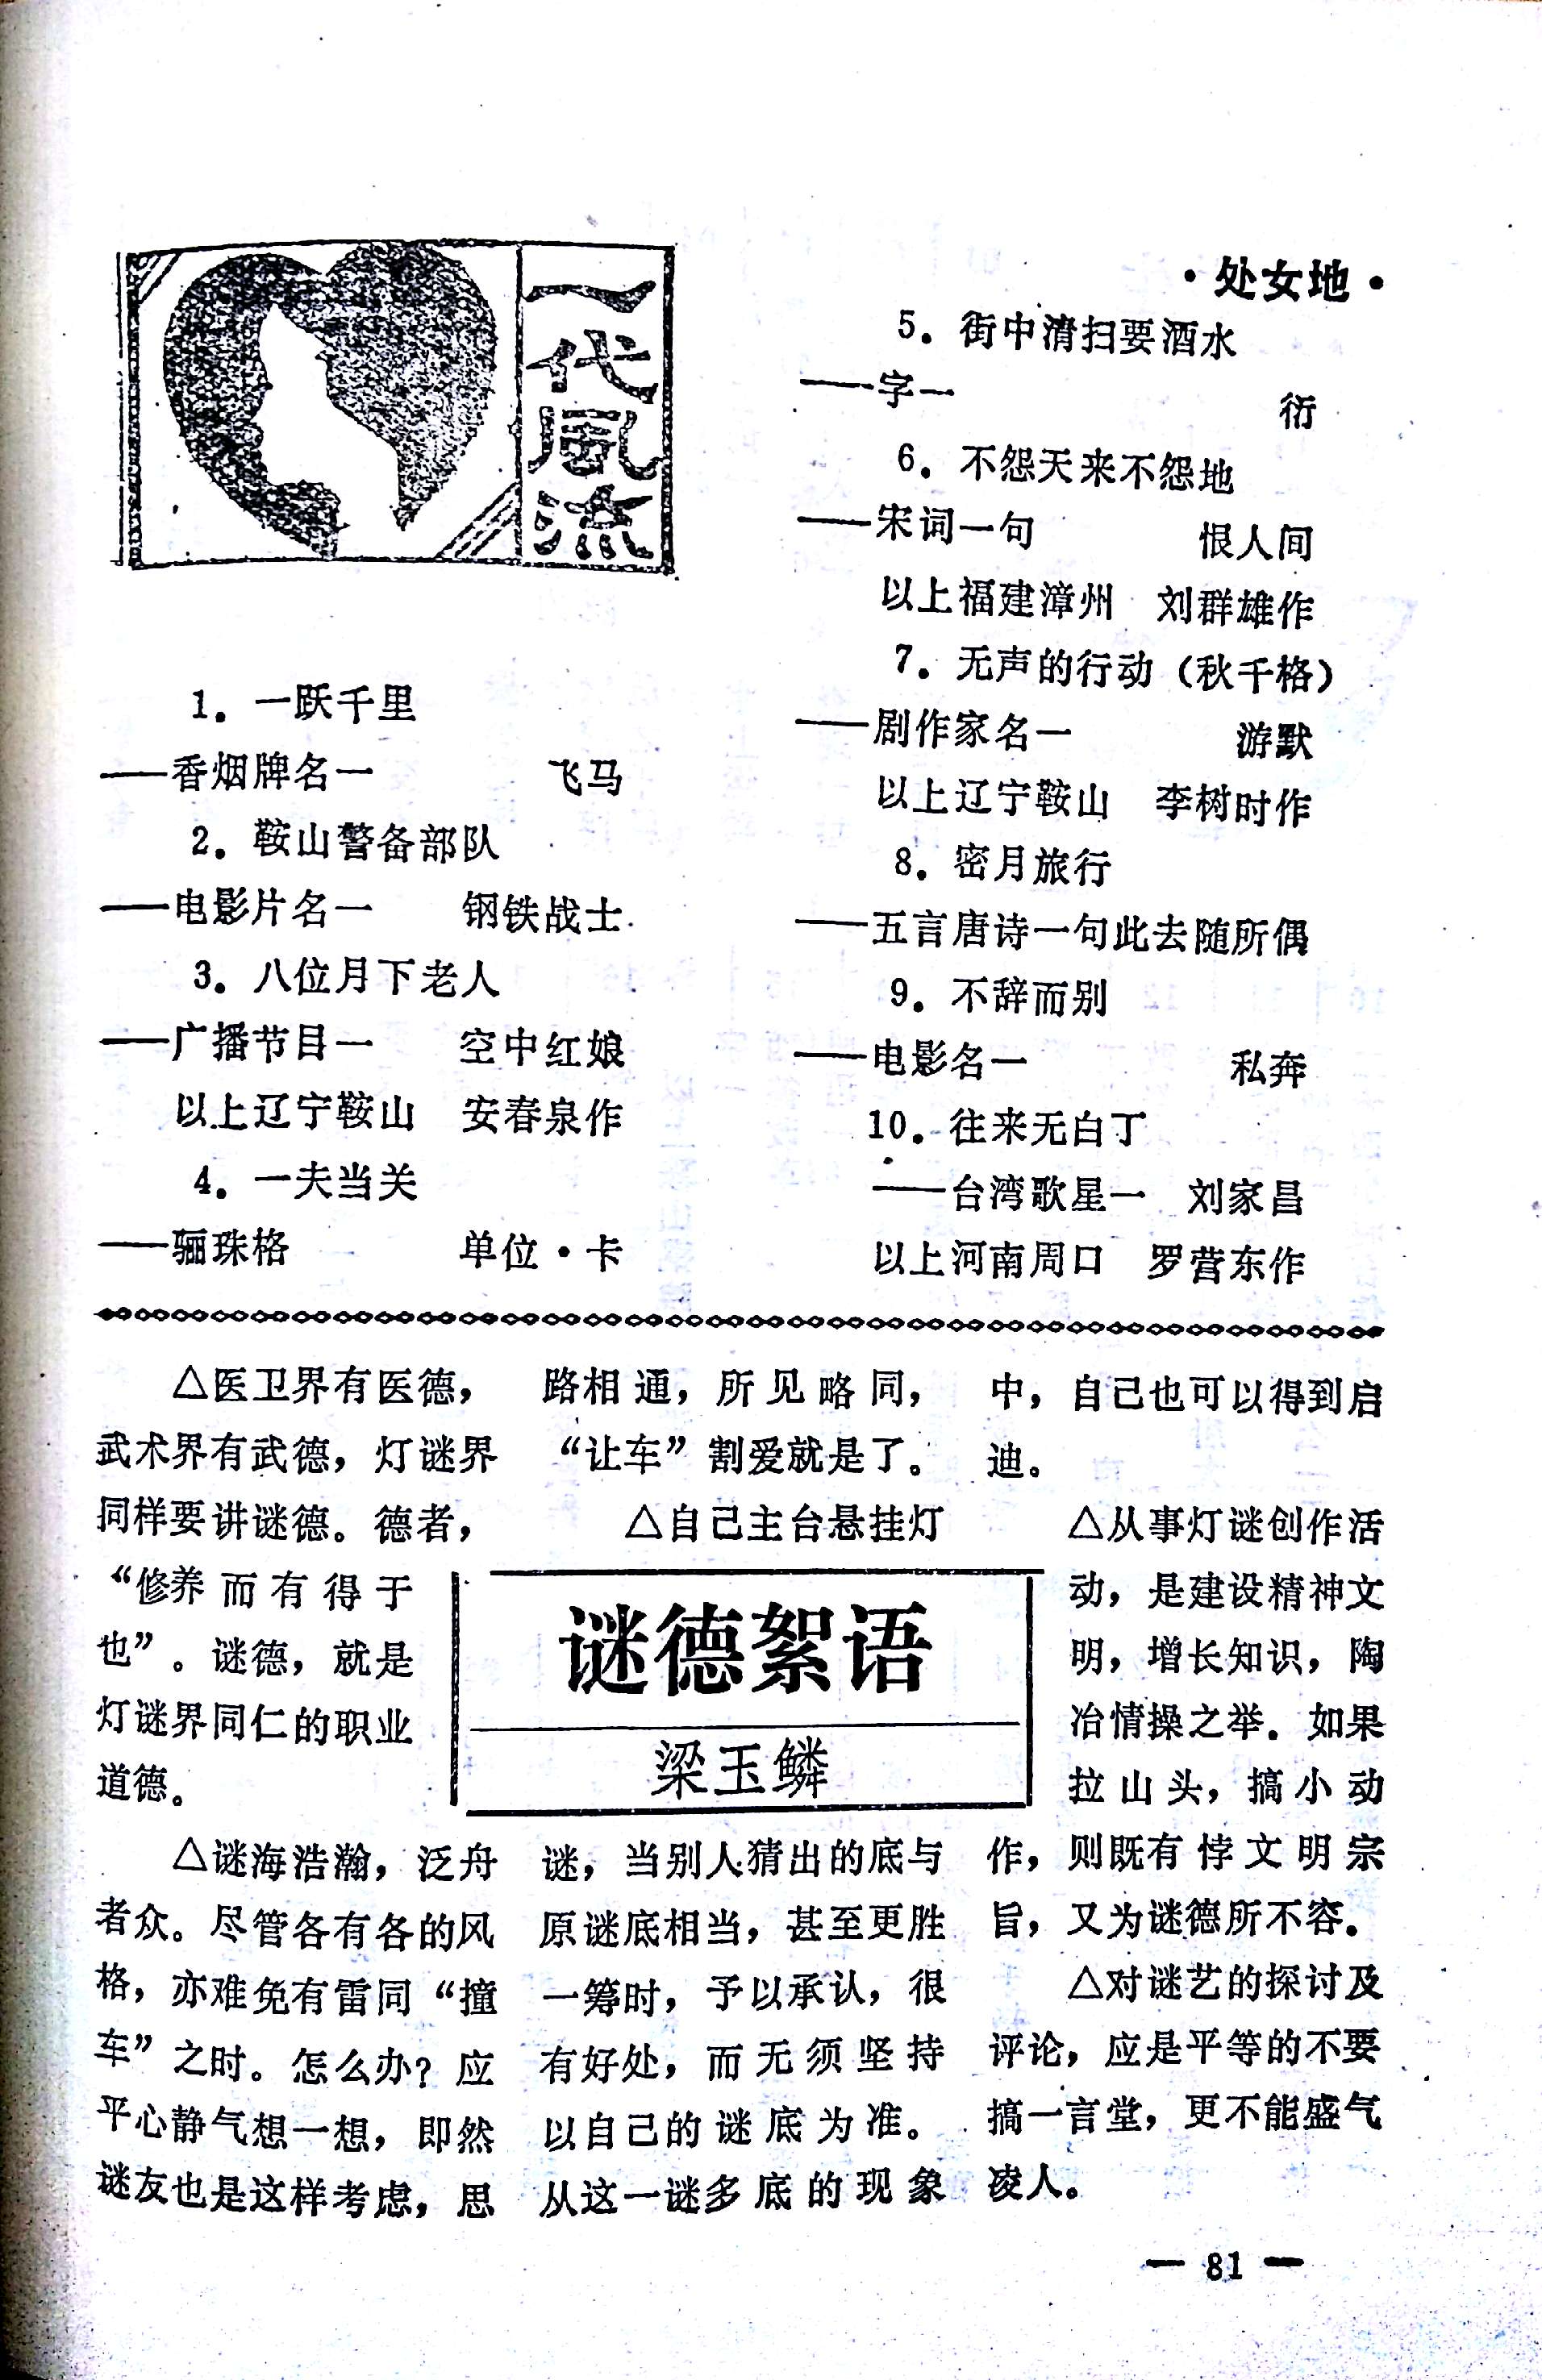 ·处女地·
一代风流
1。一跃千里
——香烟牌名一 飞马
2。鞍山警备部队
——电影片名一 钢铁战士
3。八位月下老人
——广播节目一 空中红娘
以上辽宁鞍山 安春泉作
4。一夫当关
——骊珠格 单位·卡
5。街中清扫要洒水
——字一 衍
6。不怨天来不怨地
——宋词一句 恨人间
以上福建漳州 刘群雄作
7。无声的行动（秋千格）
——剧作家名一 游默
以上辽宁鞍山 李树时作
8。密月旅行
——五言唐诗一句此去随所偶
9。不辞而别
——电影名一 私奔
10。往来无白丁
——台湾歌星一 刘家昌
以上河南周口 罗营东作
谜德絮语
梁玉鳞
△医卫界有医德，
武术界有武德，灯谜界
同样要讲谜德。德者，
“修养而有得于
也”。谜德，就是
灯谜界同仁的职业
道德。
△谜海浩瀚，泛舟
者众。尽管各有各的风
格，亦难免有雷同“撞
车”之时。怎么办？应
平心静气想一想，即然
谜友也是这样考虑，思
路相通，所见略同，
“让车”割爱就是了。
△自己主台悬挂灯
谜，当别人猜出的底与
原谜底相当，甚至更胜
一筹时，予以承认，很
有好处，而无须坚持
以自己的谜底为准。
从这一谜多底的现象
中，自己也可以得到启
迪。
△从事灯谜创作活
动，是建设精神文
明，增长知识，陶
冶情操之举。如果
拉山头，搞小动
作，则既有悖文明宗
旨，又为谜德所不容。
△对谜艺的探讨及
评论，应是平等的不要
搞一言堂，更不能盛气
凌人。
— 81 —